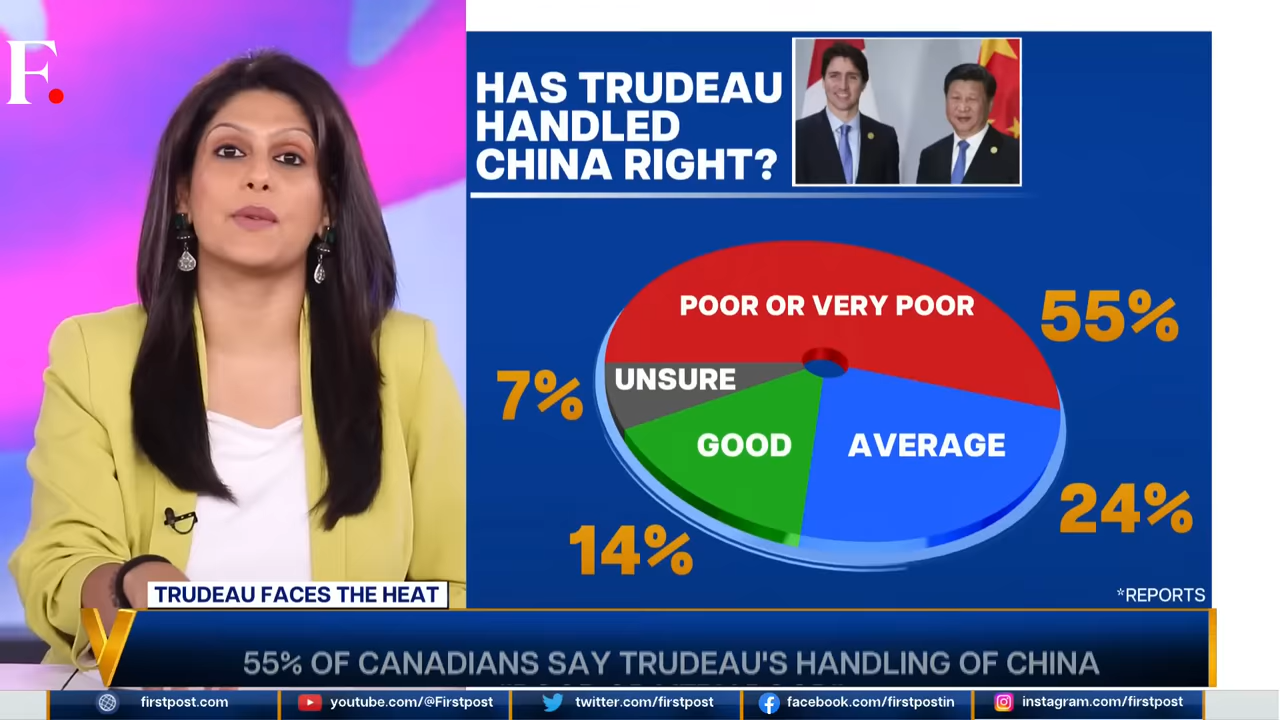 F.
HAS TRUDEAU
HANDLED
CHINA RIGHT?
POOR OR VERY POOR
55%
UNSURE
7%
GOOD
AVERAGE
24%
14%
*REPORTS
TRUDEAU FACES THE HEAT
55% OF CANADIANS SAY TRUDEAU'S HANDLING OF CHINA
firstpost.com
youtube.com/@Firstpost
twitter.com/firstpost
facebook.com/firstpostin
instagram.com/firstpost